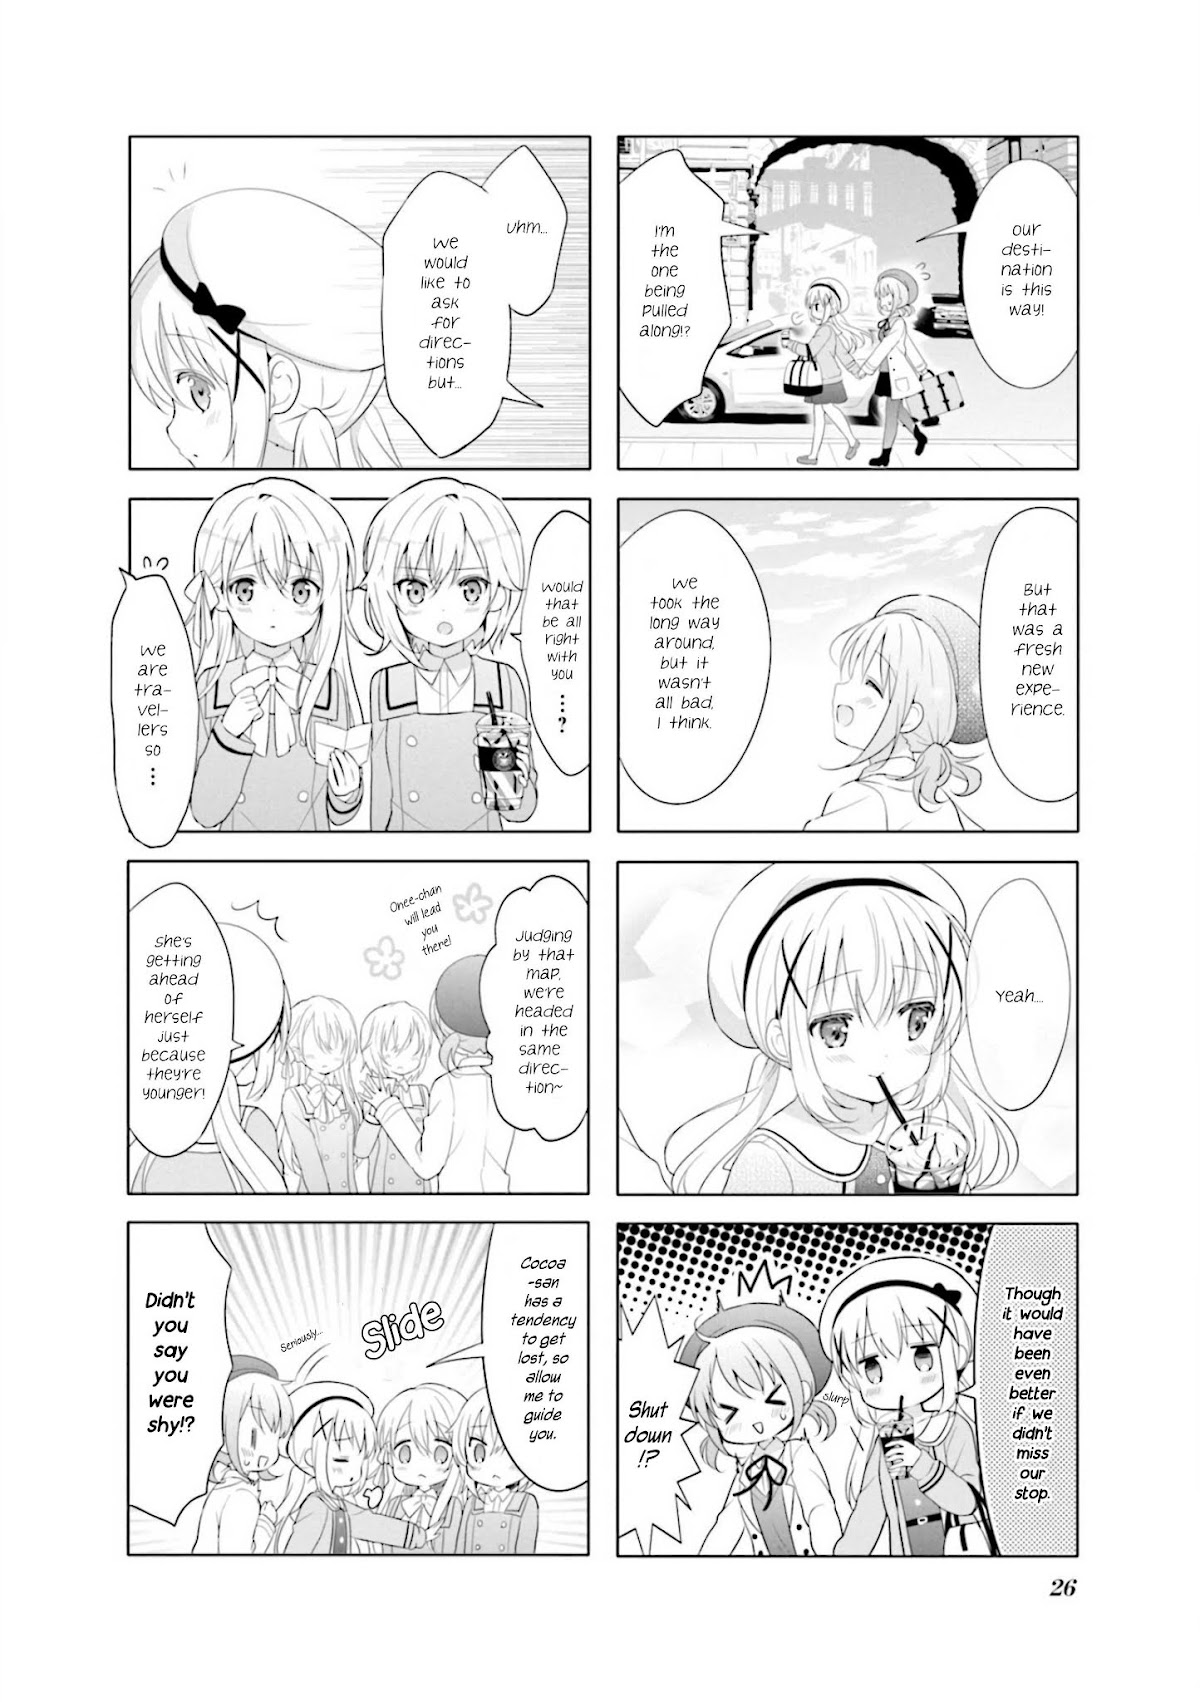 our
desti-
nation
is this
way!
I'm
the
one
being
pulled
along!?
But
that
was a
fresh
new
expe-
rience.
We
took the
long way
around,
but it
wasn't
all bad,
I think.
Yeah...
Though
it would
have
been
even
better
if we
didn't
miss
our
stop.
slurp
Shut
down
!?
uhm...
We
would
like to
ask
for
direc-
tions
but...
Would
that
be all
right
with
you
...?
We
are
tra-
vel-
lers
so
...
Judging
by that
map,
we're
headed
in the
same
direc-
tion~
Onee-chan
will lead
you
there!
She's
getting
ahead
of
herself
just
because
they're
younger!
Cocoa
-san
has a
tendency
to get
lost, so
allow
me to
guide
you.
Slide
Seriously...
Didn't
you
say
you
were
shy!?
26